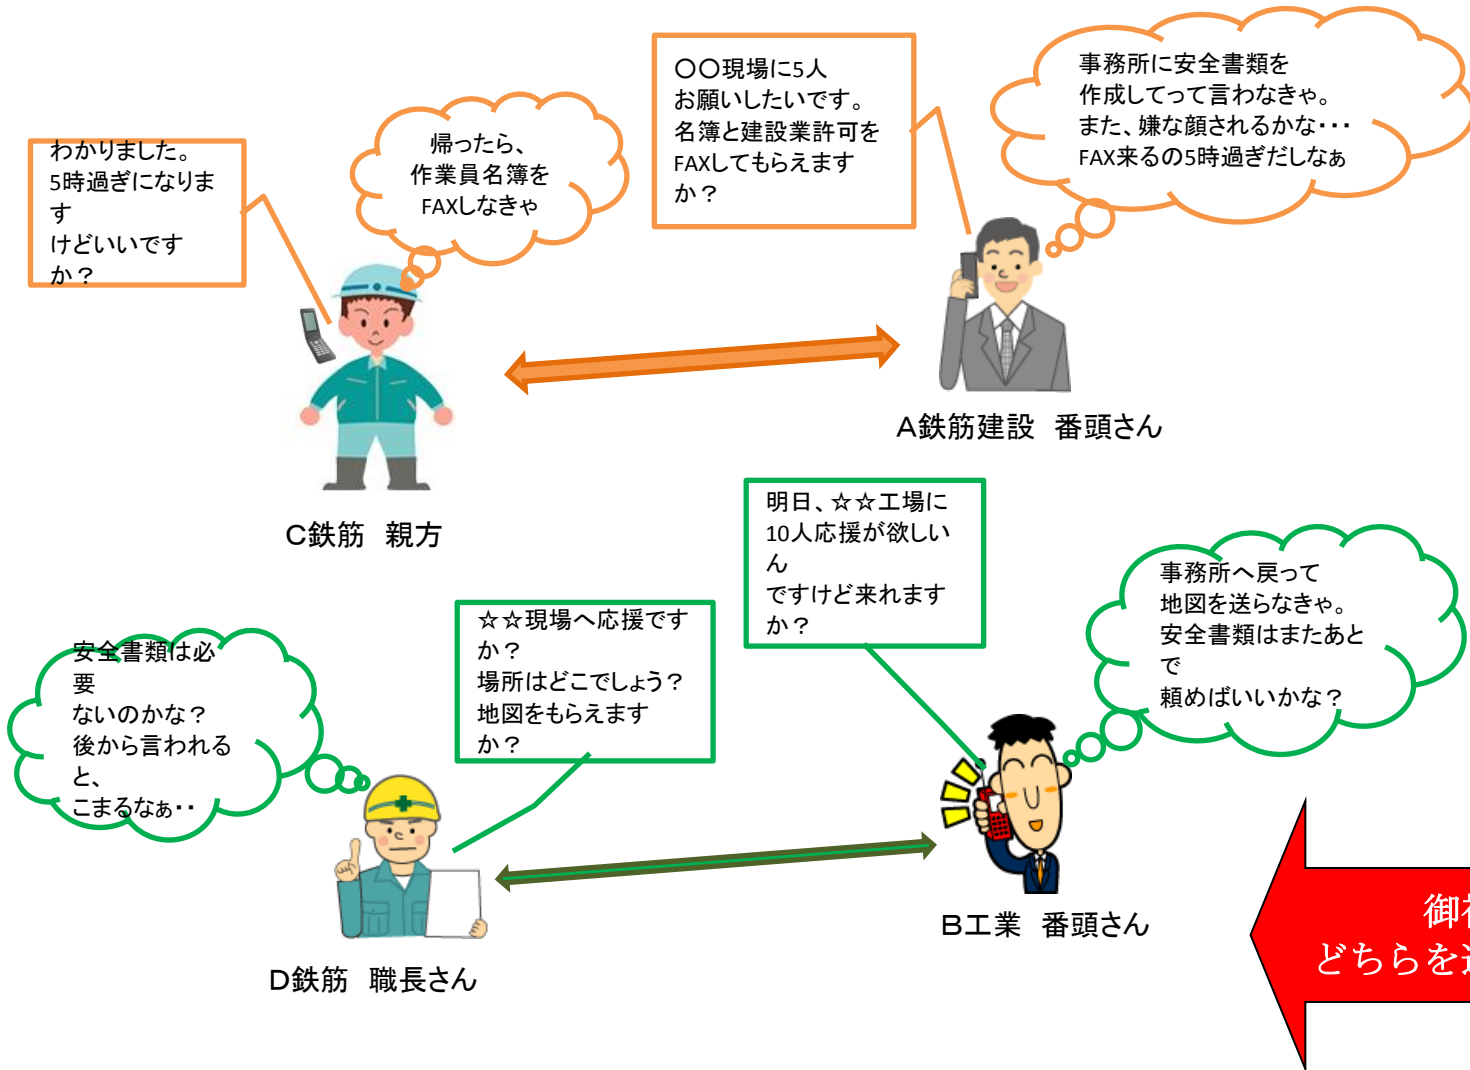 わかりました。
5時過ぎになりま
す
けどいいです
か？
帰ったら、
作業員名簿を
FAXしなきゃ
〇〇現場に5人
お願いしたいです。
名簿と建設業許可を
FAXしてもらえます
か？
事務所に安全書類を
作成してって言わなきゃ。
また、嫌な顔されるかな・・・
FAX来るの5時過ぎだしなぁ
C鉄筋　親方
A鉄筋建設　番頭さん
安全書類は必
要
ないのかな？
後から言われる
と、
こまるなぁ・・
☆☆現場へ応援です
か？
場所はどこでしょう？
地図をもらえます
か？
明日、☆☆工場に
10人応援が欲しい
ん
ですけど来れます
か？
事務所へ戻って
地図を送らなきゃ。
安全書類はまたあと
で
頼めばいいかな？
D鉄筋　職長さん
B工業　番頭さん
御
どちらを